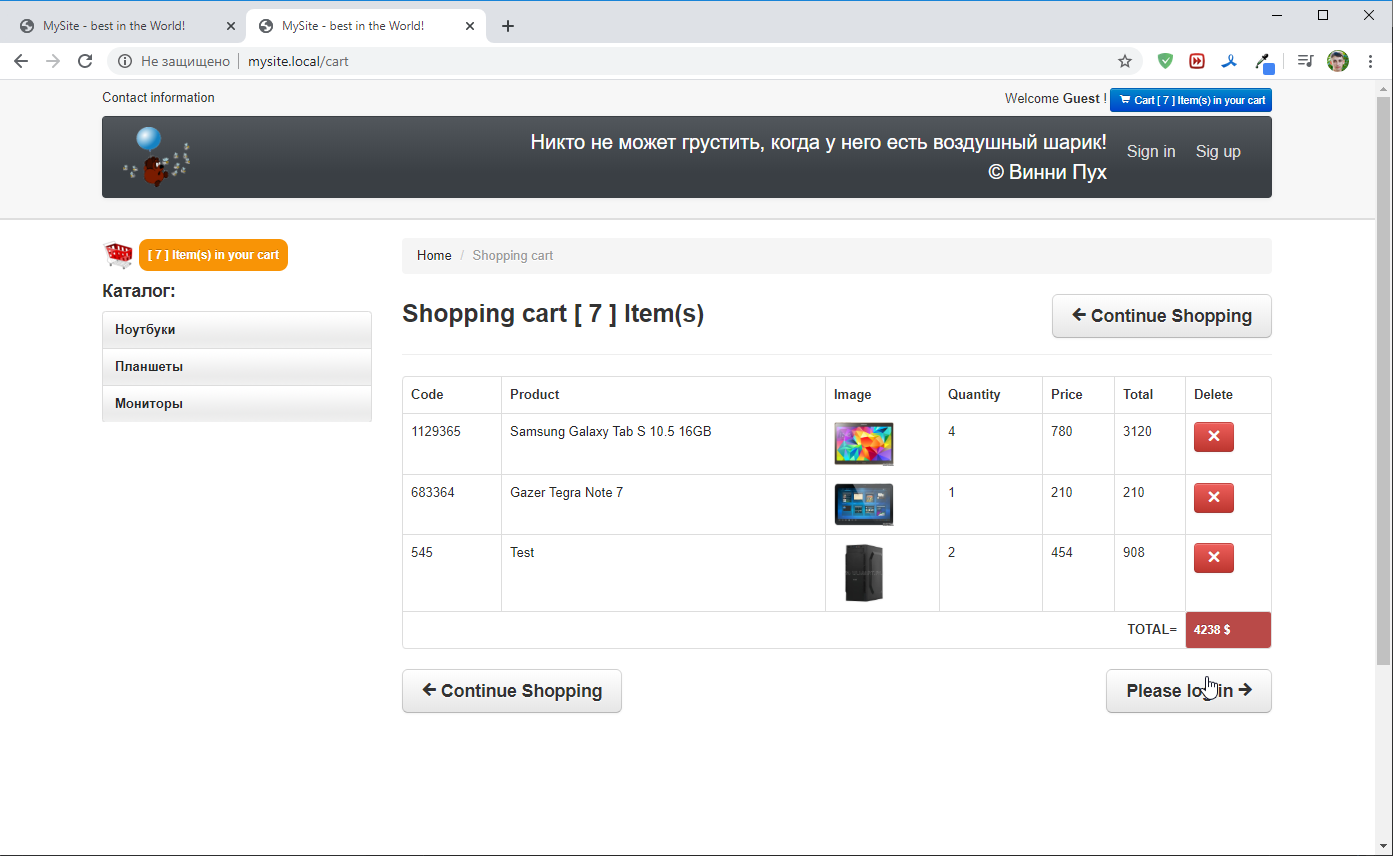 MySite - best in the World!
MySite - best in the World!
Не защищено | mysite.local/cart
Contact information
Welcome Guest ! Cart [ 7 ] Item(s) in your cart
Никто не может грустить, когда у него есть воздушный шарик!
© Винни Пух
Sign in Sig up
[ 7 ] Item(s) in your cart
Каталог:
Ноутбуки
Планшеты
Мониторы
Home / Shopping cart
Shopping cart [ 7 ] Item(s)
Continue Shopping
Code Product Image Quantity Price Total Delete
1129365 Samsung Galaxy Tab S 10.5 16GB 4 780 3120
683364 Gazer Tegra Note 7 1 210 210
545 Test 2 454 908
TOTAL= 4238 $
Continue Shopping
Please log in